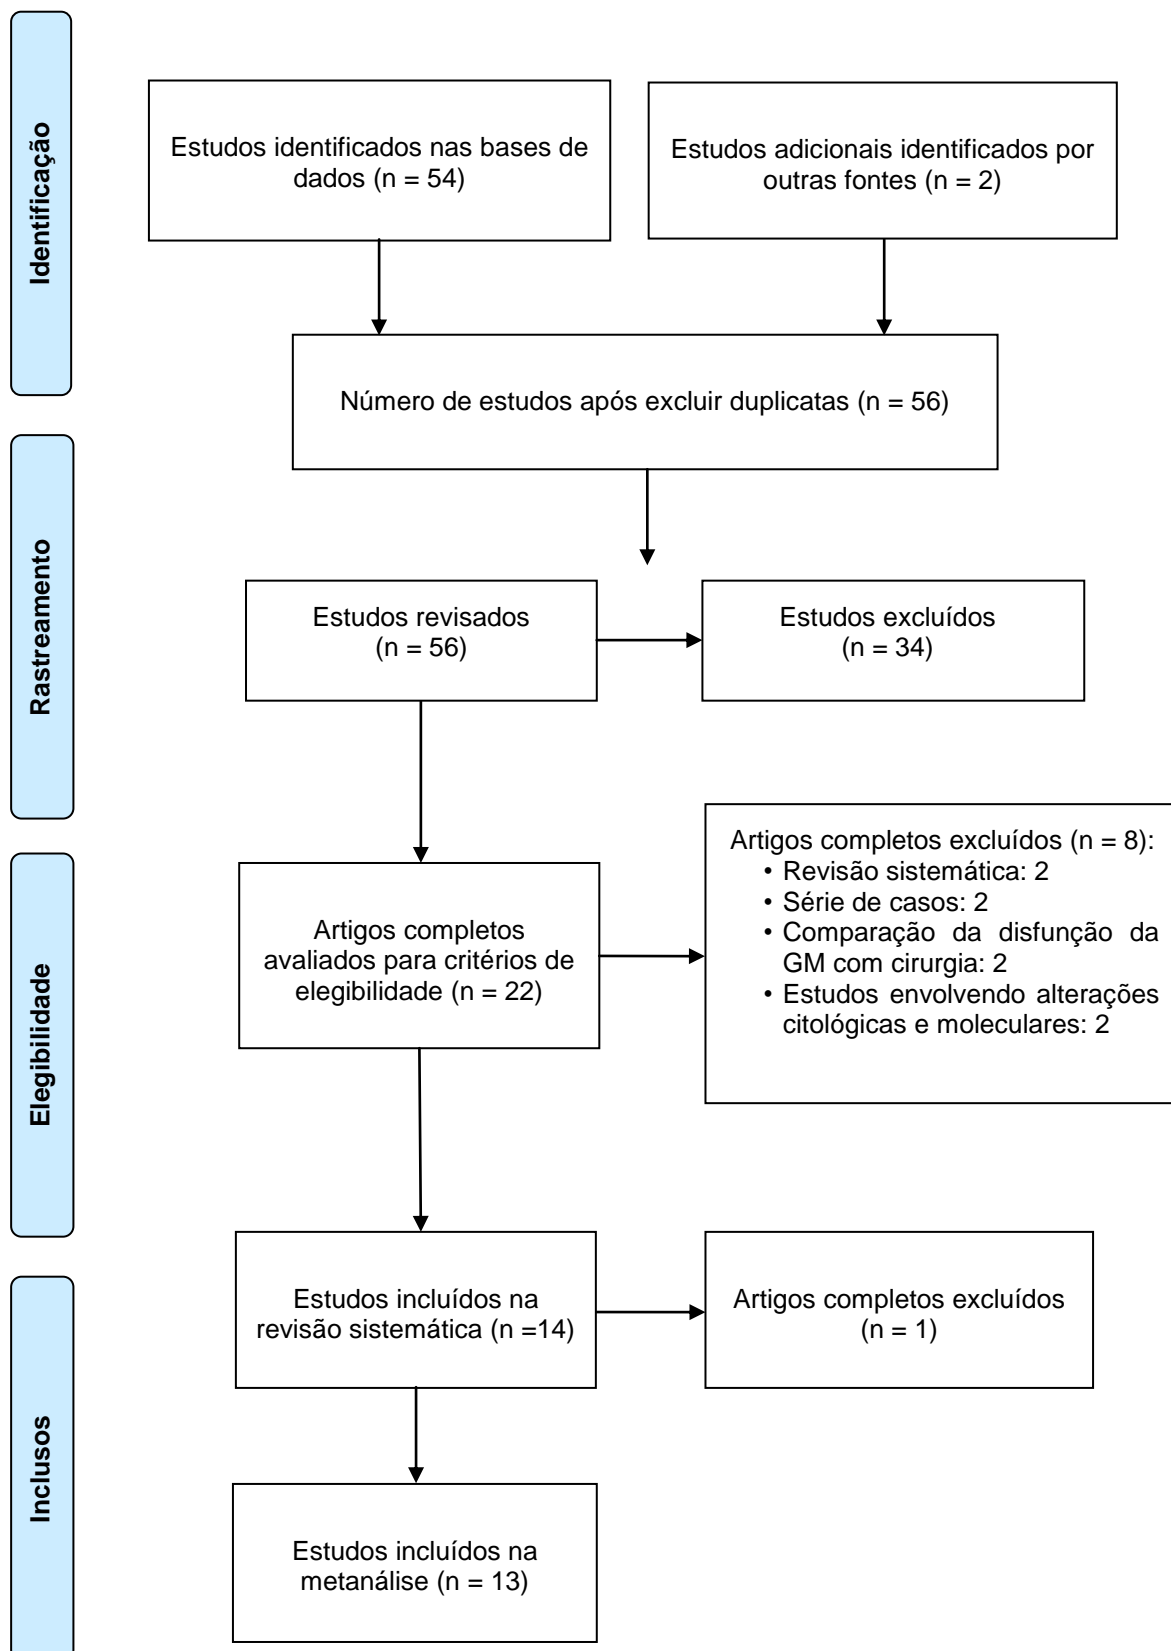 Identificação
Estudos identificados nas bases de
dados (n = 54)
Estudos adicionais identificados por
outras fontes (n = 2)
Número de estudos após excluir duplicatas (n = 56)
Rastreamento
Estudos revisados
(n = 56)
Estudos excluídos
(n = 34)
Elegibilidade
Artigos completos
avaliados para critérios de
elegibilidade (n = 22)
Artigos completos excluídos (n = 8):
• Revisão sistemática: 2
• Série de casos: 2
• Comparação da disfunção da
GM com cirurgia: 2
• Estudos envolvendo alterações
citológicas e moleculares: 2
Inclusos
Estudos incluídos na
revisão sistemática (n =14)
Artigos completos excluídos
(n = 1)
Estudos incluídos na
metanálise (n = 13)